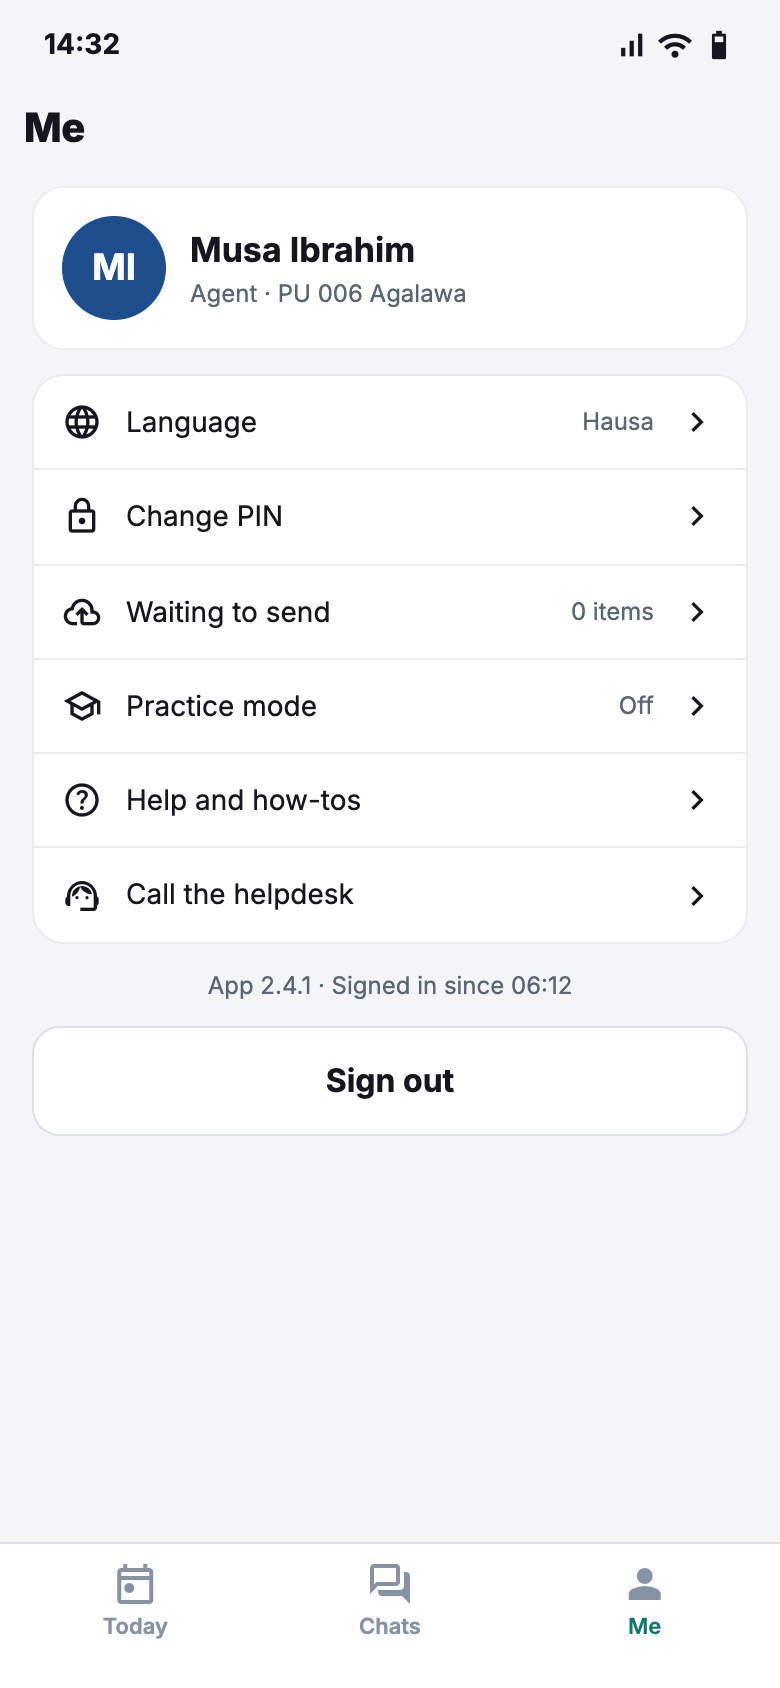 14:32
Me
MI
Musa Ibrahim
Agent · PU 006 Agalawa
Language Hausa
Change PIN
Waiting to send 0 items
Practice mode Off
Help and how-tos
Call the helpdesk
App 2.4.1 · Signed in since 06:12
Sign out
Today Chats Me